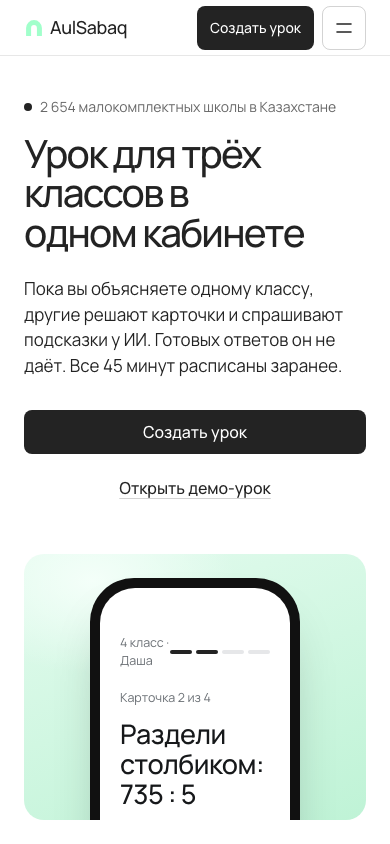 AulSabaq
Создать урок
2 654 малокомплектных школы в Казахстане
Урок для трёх
классов в
одном кабинете
Пока вы объясняете одному классу,
другие решают карточки и спрашивают
подсказки у ИИ. Готовых ответов он не
даёт. Все 45 минут расписаны заранее.
Создать урок
Открыть демо-урок
4 класс ·
Даша
Карточка 2 из 4
Раздели
столбиком:
735 : 5